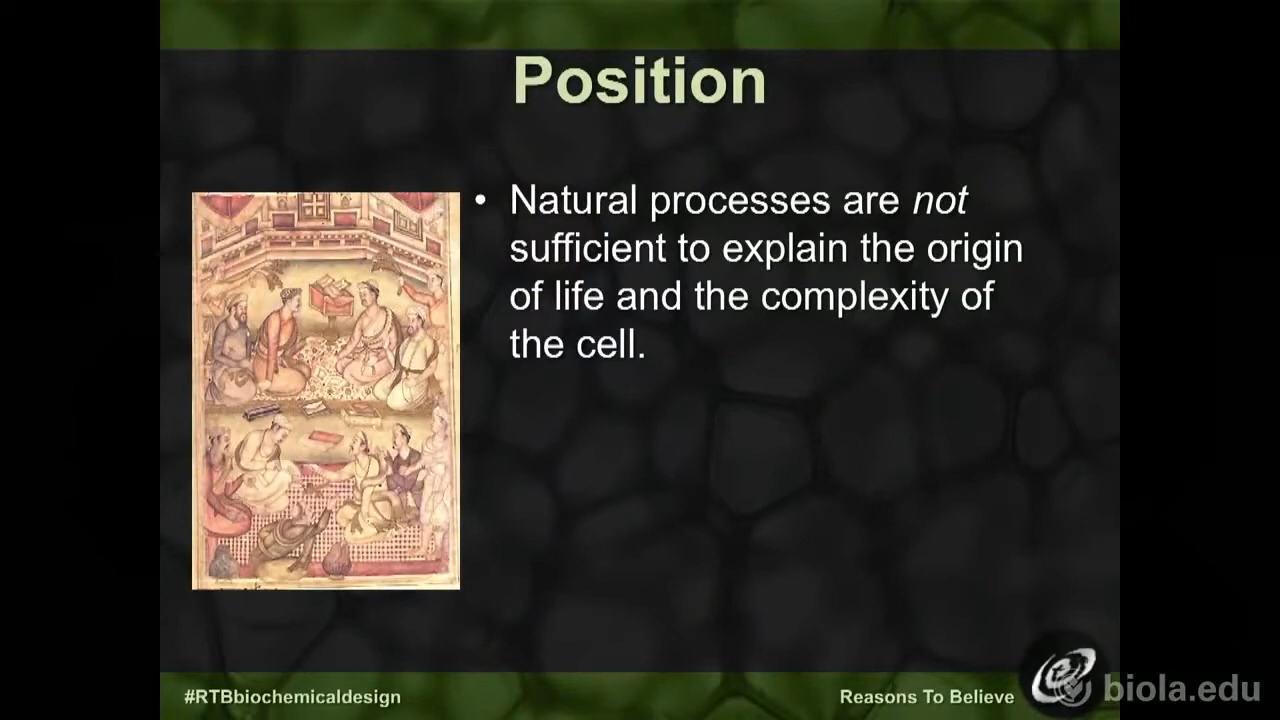 Position
• Natural processes are not
sufficient to explain the origin
of life and the complexity of
the cell.
#RTBbiochemicaldesign
Reasons To Believe
biola.edu